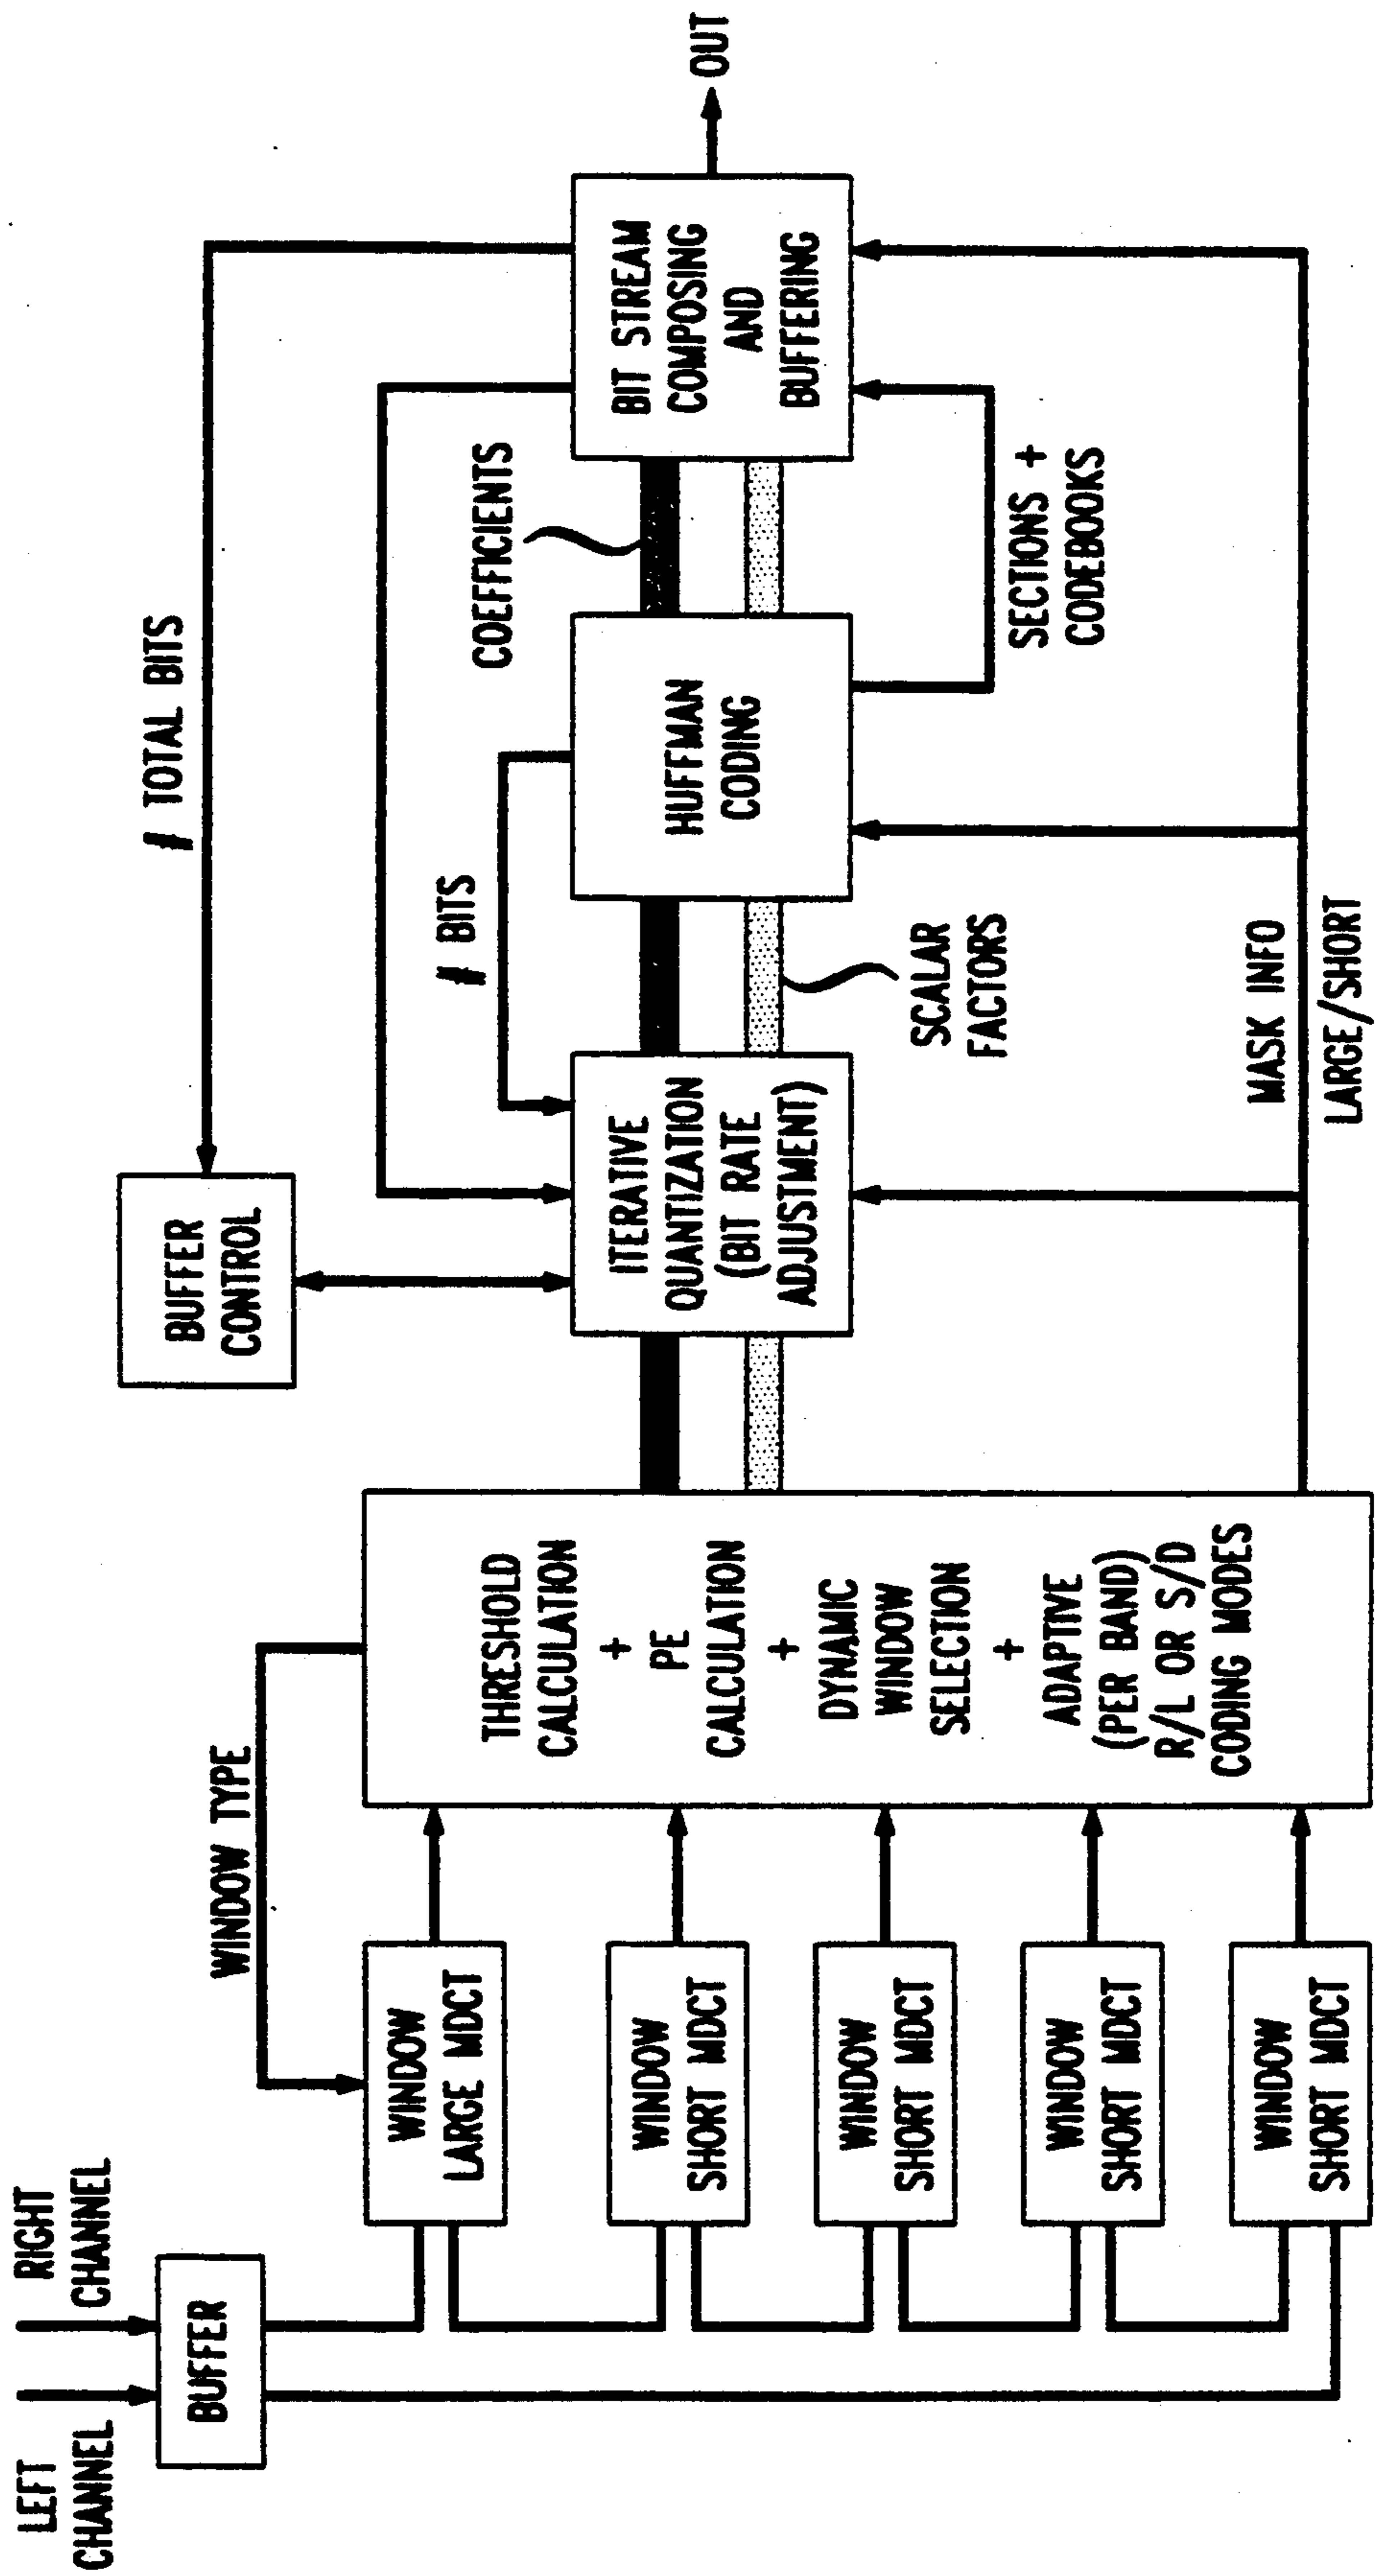 LEFT
CHANNEL
RIGHT
CHANNEL
BUFFER
WINDOW TYPE
WINDOW
LARGE MDCT
WINDOW
SHORT MDCT
WINDOW
SHORT MDCT
WINDOW
SHORT MDCT
WINDOW
SHORT MDCT
THRESHOLD
CALCULATION
+
PE
CALCULATION
+
DYNAMIC
WINDOW
SELECTION
+
ADAPTIVE
(PER BAND)
R/L OR S/D
CODING MODES
BUFFER
CONTROL
# TOTAL BITS
ITERATIVE
QUANTIZATION
(BIT RATE
ADJUSTMENT)
# BITS
SCALAR
FACTORS
HUFFMAN
CODING
COEFFICIENTS
SECTIONS +
CODEBOOKS
MASK INFO
LARGE/SHORT
BIT STREAM
COMPOSING
AND
BUFFERING
OUT